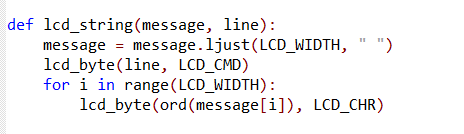 def lcd_string(message, line):
    message = message.ljust(LCD_WIDTH, " ")
    lcd_byte(line, LCD_CMD)
    for i in range(LCD_WIDTH):
        lcd_byte(ord(message[i]), LCD_CHR)